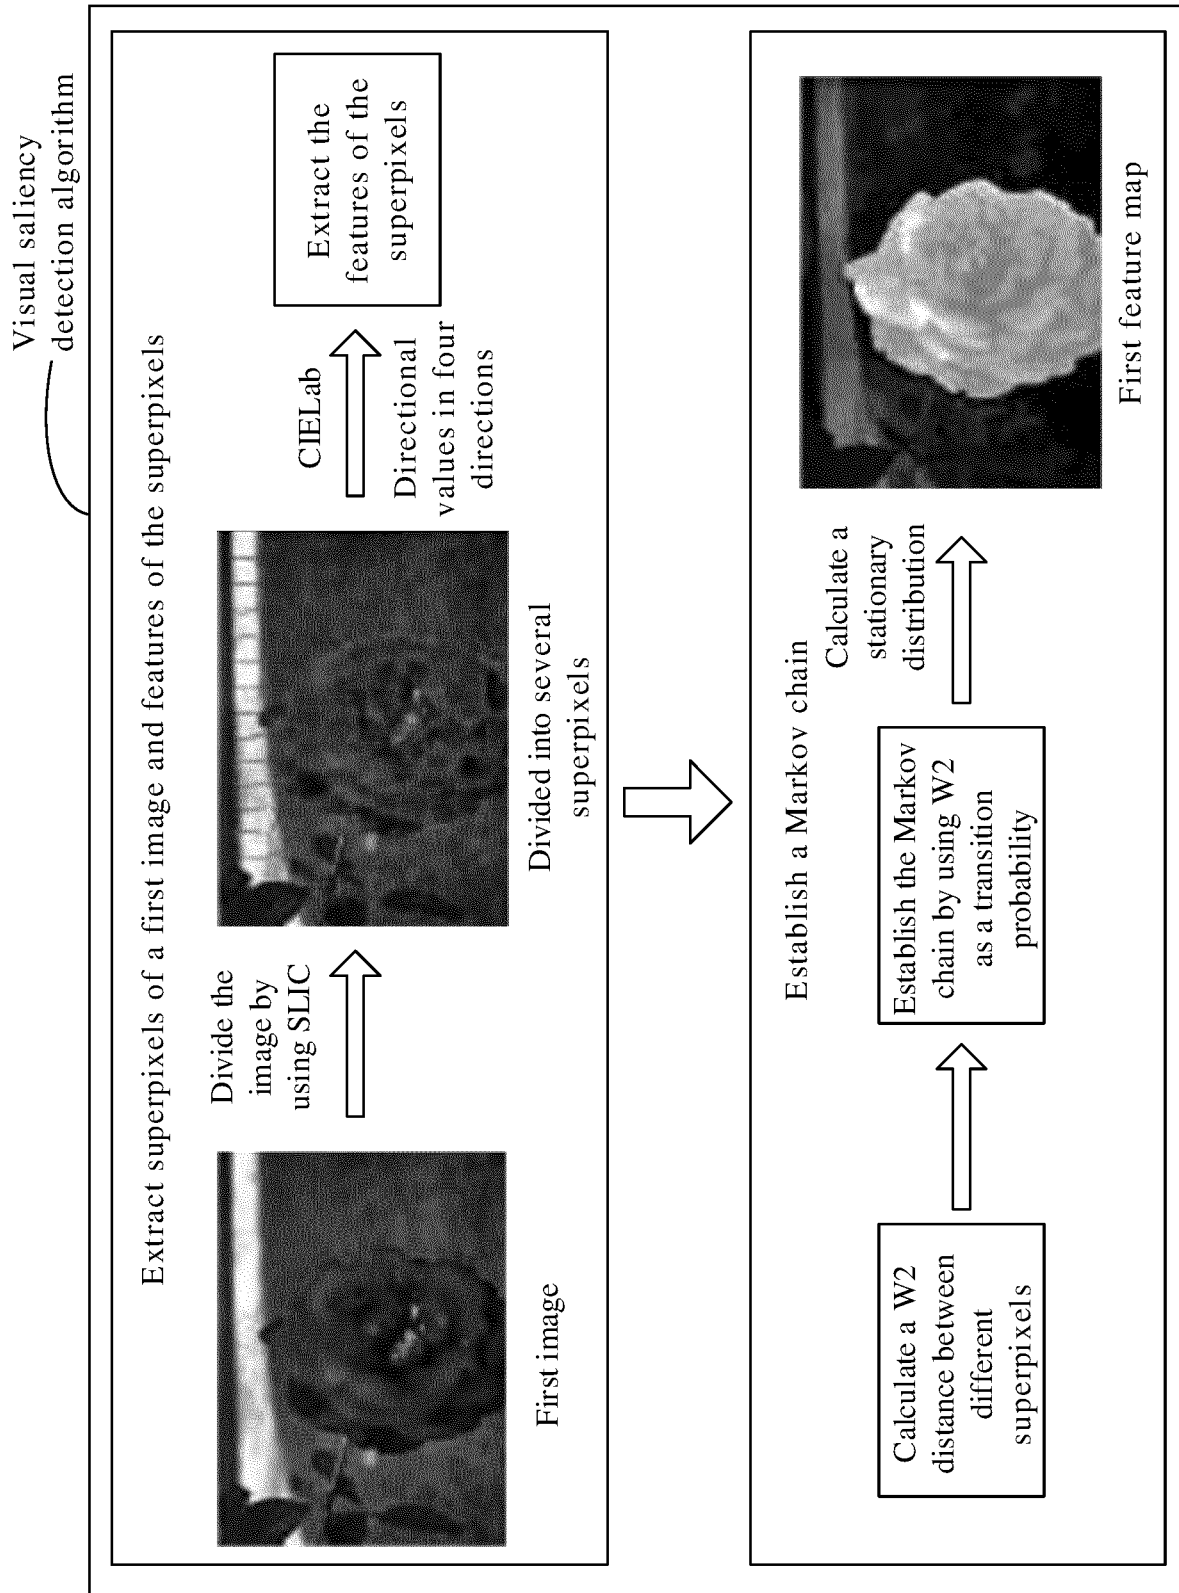 Visual saliency
detection algorithm
Extract superpixels of a first image and features of the superpixels
First image
Divide the
image by
using SLIC
Divided into several
superpixels
CIELab
Directional
values in four
directions
Extract the
features of the
superpixels
Establish a Markov chain
Calculate a W2
distance between
different
superpixels
Establish the Markov
chain by using W2
as a transition
probability
Calculate a
stationary
distribution
First feature map